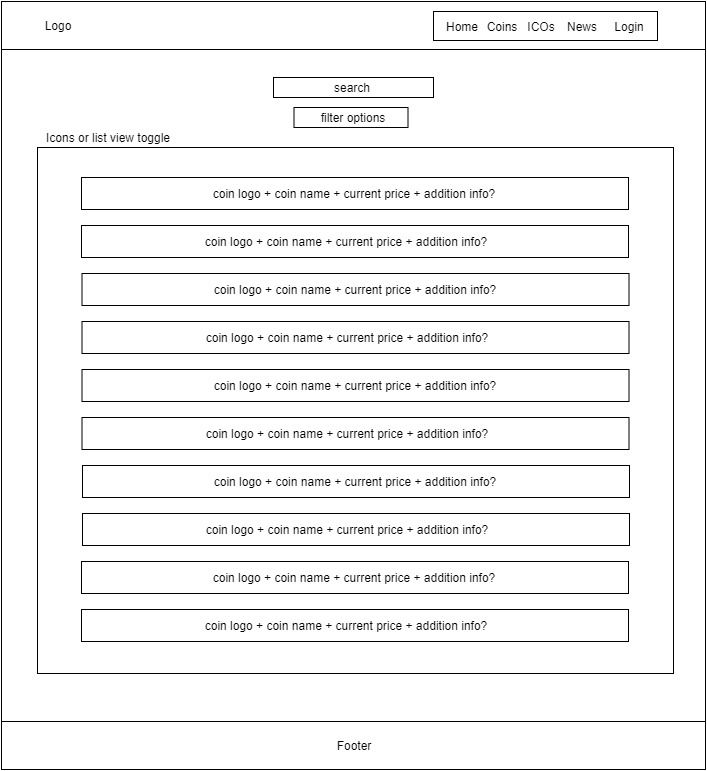 Logo
Home Coins ICOs News Login
search
filter options
Icons or list view toggle
coin logo + coin name + current price + addition info?
coin logo + coin name + current price + addition info?
coin logo + coin name + current price + addition info?
coin logo + coin name + current price + addition info?
coin logo + coin name + current price + addition info?
coin logo + coin name + current price + addition info?
coin logo + coin name + current price + addition info?
coin logo + coin name + current price + addition info?
coin logo + coin name + current price + addition info?
coin logo + coin name + current price + addition info?
Footer